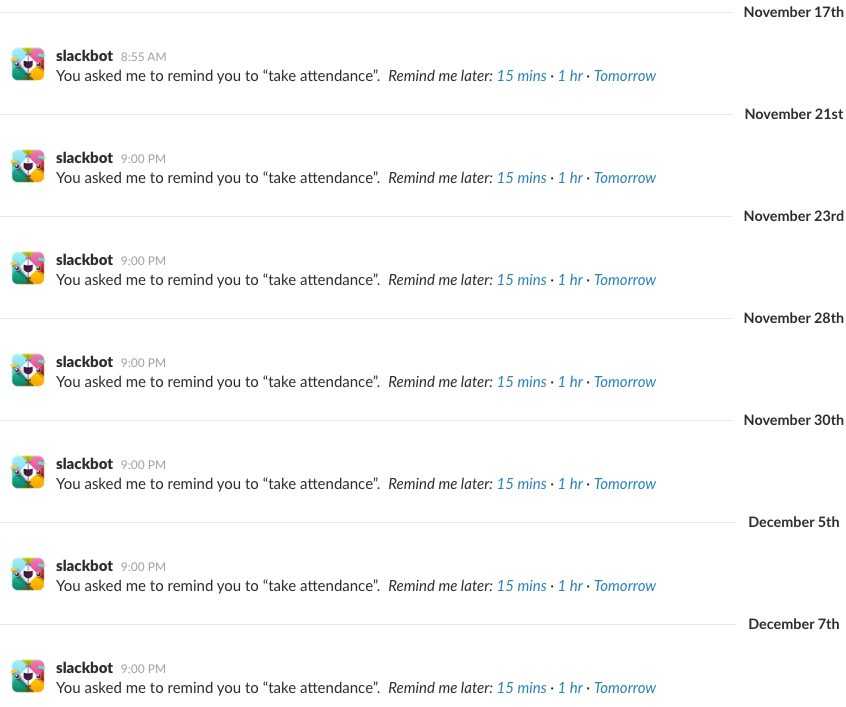 November 17th
slackbot 8:55 AM
You asked me to remind you to “take attendance”. Remind me later: 15 mins · 1 hr · Tomorrow
November 21st
slackbot 9:00 PM
You asked me to remind you to “take attendance”. Remind me later: 15 mins · 1 hr · Tomorrow
November 23rd
slackbot 9:00 PM
You asked me to remind you to “take attendance”. Remind me later: 15 mins · 1 hr · Tomorrow
November 28th
slackbot 9:00 PM
You asked me to remind you to “take attendance”. Remind me later: 15 mins · 1 hr · Tomorrow
November 30th
slackbot 9:00 PM
You asked me to remind you to “take attendance”. Remind me later: 15 mins · 1 hr · Tomorrow
December 5th
slackbot 9:00 PM
You asked me to remind you to “take attendance”. Remind me later: 15 mins · 1 hr · Tomorrow
December 7th
slackbot 9:00 PM
You asked me to remind you to “take attendance”. Remind me later: 15 mins · 1 hr · Tomorrow